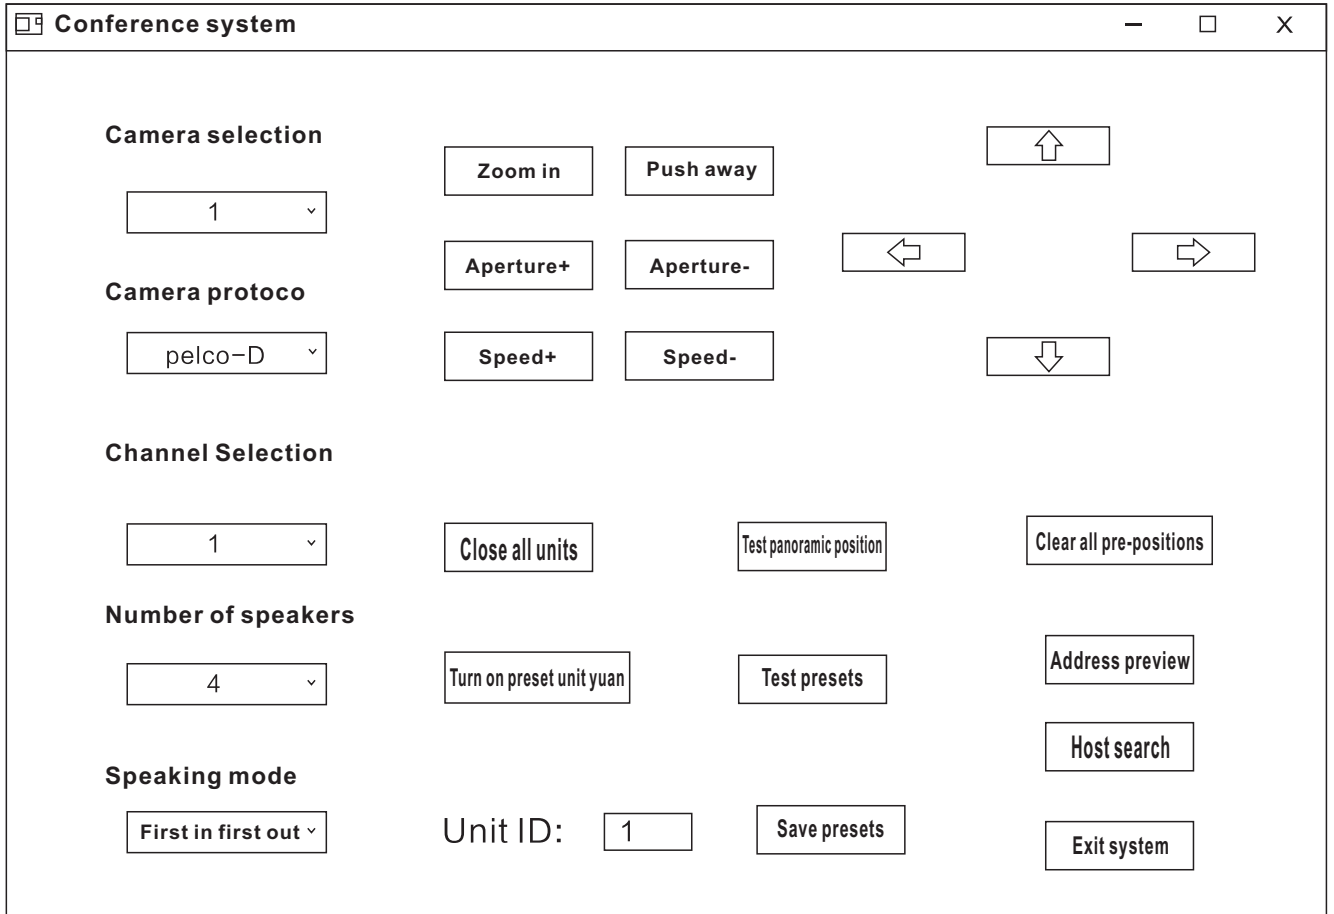 Conference system
X
Camera selection
1
Zoom in
Push away
Aperture+
Aperture-
Camera protoco
pelco-D
Speed+
Speed-
Channel Selection
1
Close all units
Test panoramic position
Clear all pre-positions
Number of speakers
4
Turn on preset unit yuan
Test presets
Address preview
Host search
Speaking mode
First in first out
Unit ID:
1
Save presets
Exit system